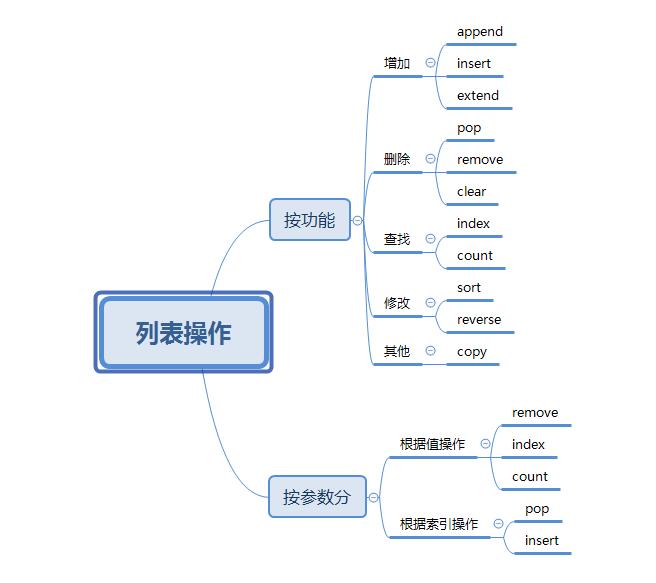 列表操作
按功能
增加
append
insert
extend
删除
pop
remove
clear
查找
index
count
修改
sort
reverse
其他
copy
按参数分
根据值操作
remove
index
count
根据索引操作
pop
insert